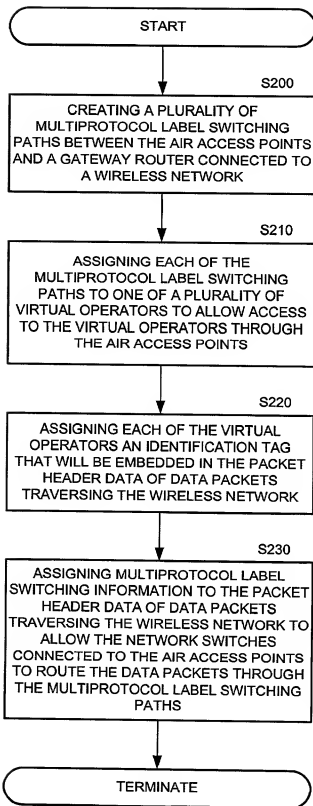 START
S200
CREATING A PLURALITY OF
MULTIPROTOCOL LABEL SWITCHING
PATHS BETWEEN THE AIR ACCESS POINTS
AND A GATEWAY ROUTER CONNECTED TO
A WIRELESS NETWORK
S210
ASSIGNING EACH OF THE
MULTIPROTOCOL LABEL SWITCHING
PATHS TO ONE OF A PLURALITY OF
VIRTUAL OPERATORS TO ALLOW ACCESS
TO THE VIRTUAL OPERATORS THROUGH
THE AIR ACCESS POINTS
S220
ASSIGNING EACH OF THE VIRTUAL
OPERATORS AN IDENTIFICATION TAG
THAT WILL BE EMBEDDED IN THE PACKET
HEADER DATA OF DATA PACKETS
TRAVERSING THE WIRELESS NETWORK
S230
ASSIGNING MULTIPROTOCOL LABEL
SWITCHING INFORMATION TO THE PACKET
HEADER DATA OF DATA PACKETS
TRAVERSING THE WIRELESS NETWORK TO
ALLOW THE NETWORK SWITCHES
CONNECTED TO THE AIR ACCESS POINTS
TO ROUTE THE DATA PACKETS THROUGH
THE MULTIPROTOCOL LABEL SWITCHING
PATHS
TERMINATE